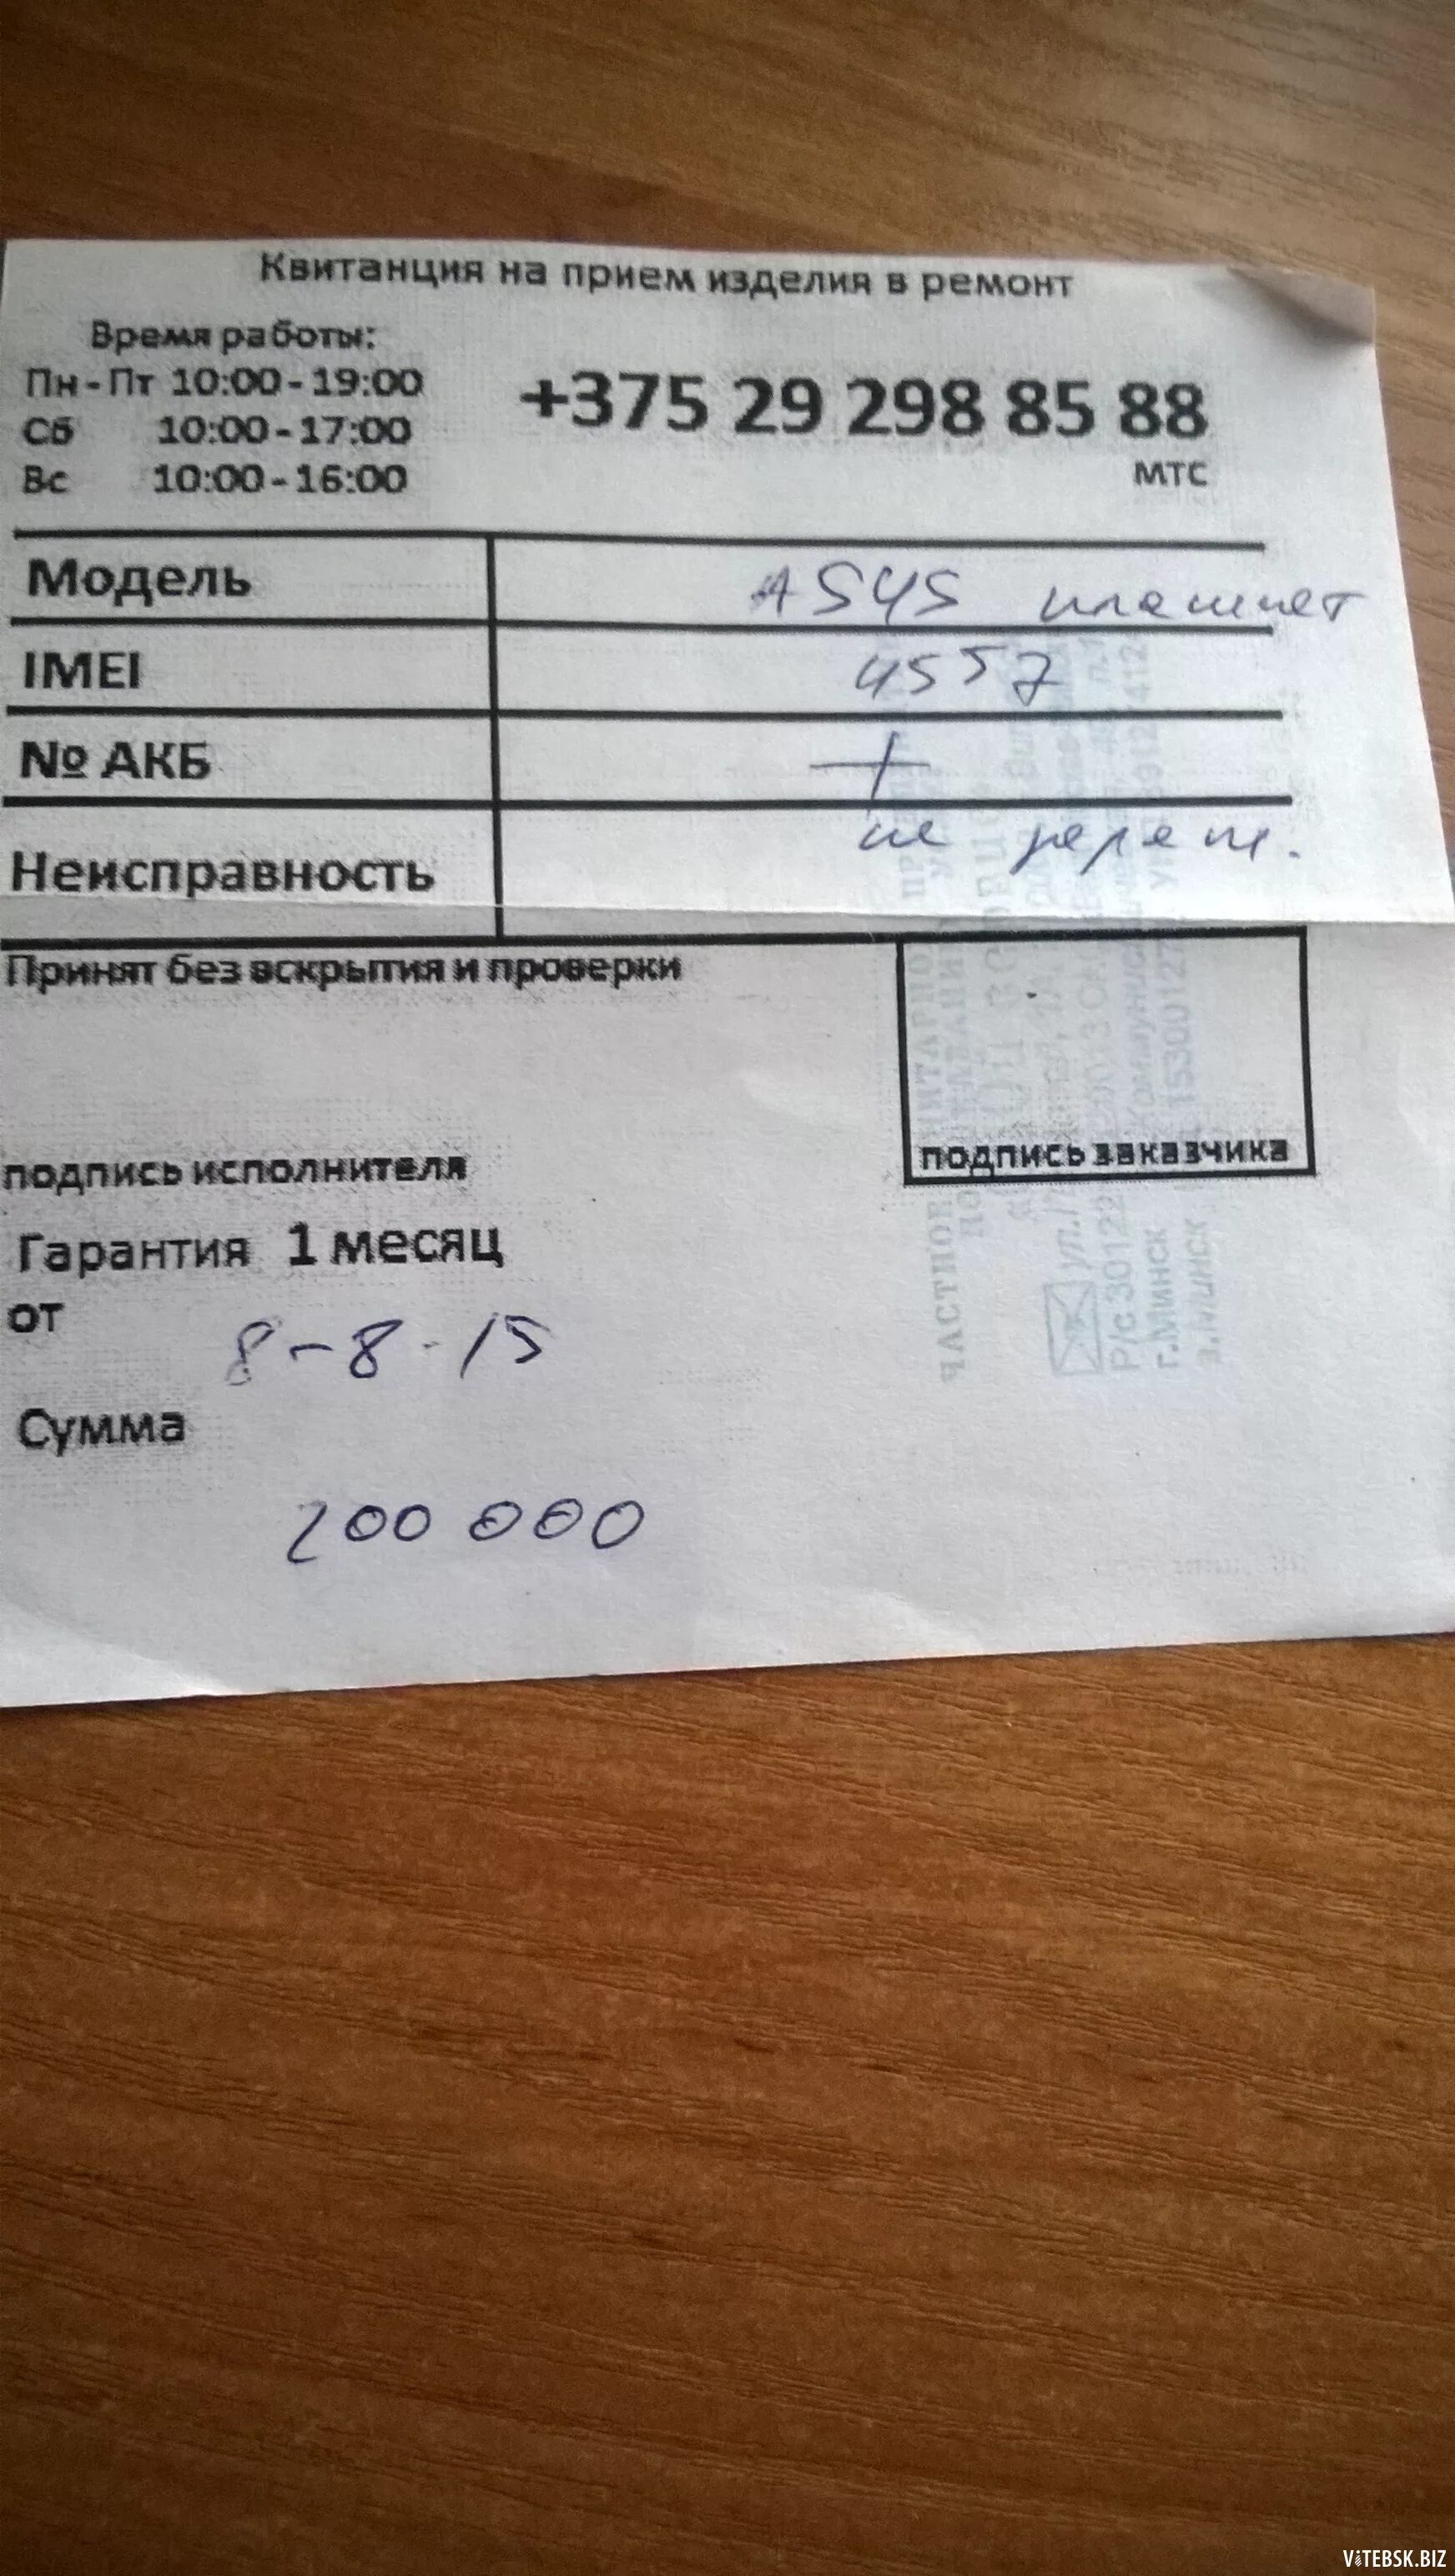 Квитанция на прием изделия в ремонт
Время работы:
Пн - Пт 10:00 - 19:00
Сб 10:00 - 17:00
Вс 10:00 - 16:00
+375 29 298 85 88
МТС
Модель ASUS планшет
IMEI 4557
№ АКБ +
Неисправность не
Принят без вскрытия и проверки
подпись исполнителя
подпись заказчика
Гарантия 1 месяц
от
8-8-15
Сумма
200 000
VITEBSK.BIZ